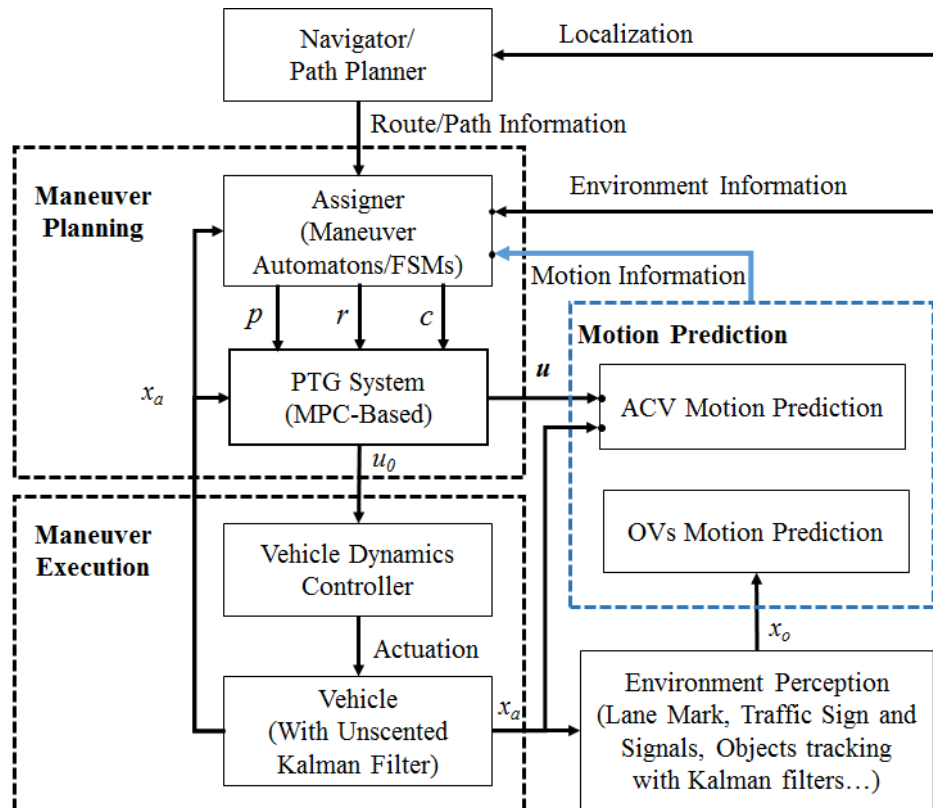 Navigator/
Path Planner
Localization
Route/Path Information
Maneuver
Planning
Assigner
(Maneuver
Automatons/FSMs)
Environment Information
Motion Information
p
r
c
Motion Prediction
x_a
PTG System
(MPC-Based)
u
ACV Motion Prediction
u_0
OVs Motion Prediction
Maneuver
Execution
Vehicle Dynamics
Controller
Actuation
x_o
Vehicle
(With Unscented
Kalman Filter)
x_a
Environment Perception
(Lane Mark, Traffic Sign and
Signals, Objects tracking
with Kalman filters…)